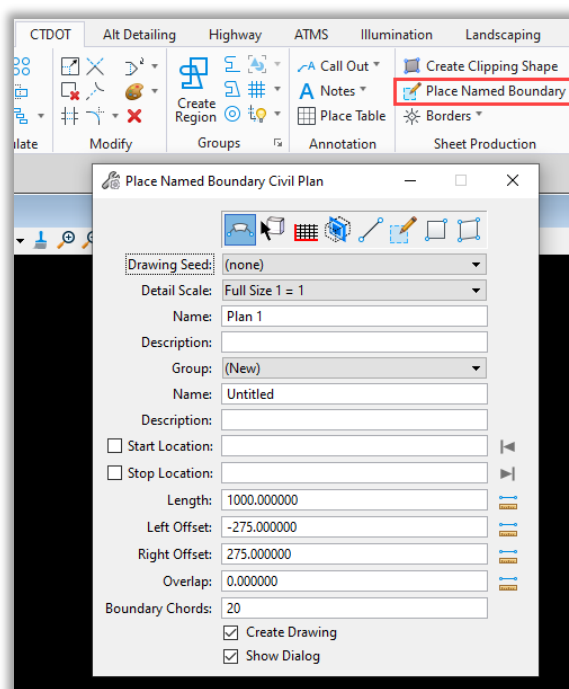 CTDOT Alt Detailing Highway ATMS Illumination Landscaping
Call Out Create Clipping Shape
Notes Place Named Boundary
Create Region Place Table Borders
late Modify Groups Annotation Sheet Production
Place Named Boundary Civil Plan
Drawing Seed: (none)
Detail Scale: Full Size 1 = 1
Name: Plan 1
Description:
Group: (New)
Name: Untitled
Description:
Start Location:
Stop Location:
Length: 1000.000000
Left Offset: -275.000000
Right Offset: 275.000000
Overlap: 0.000000
Boundary Chords: 20
Create Drawing
Show Dialog